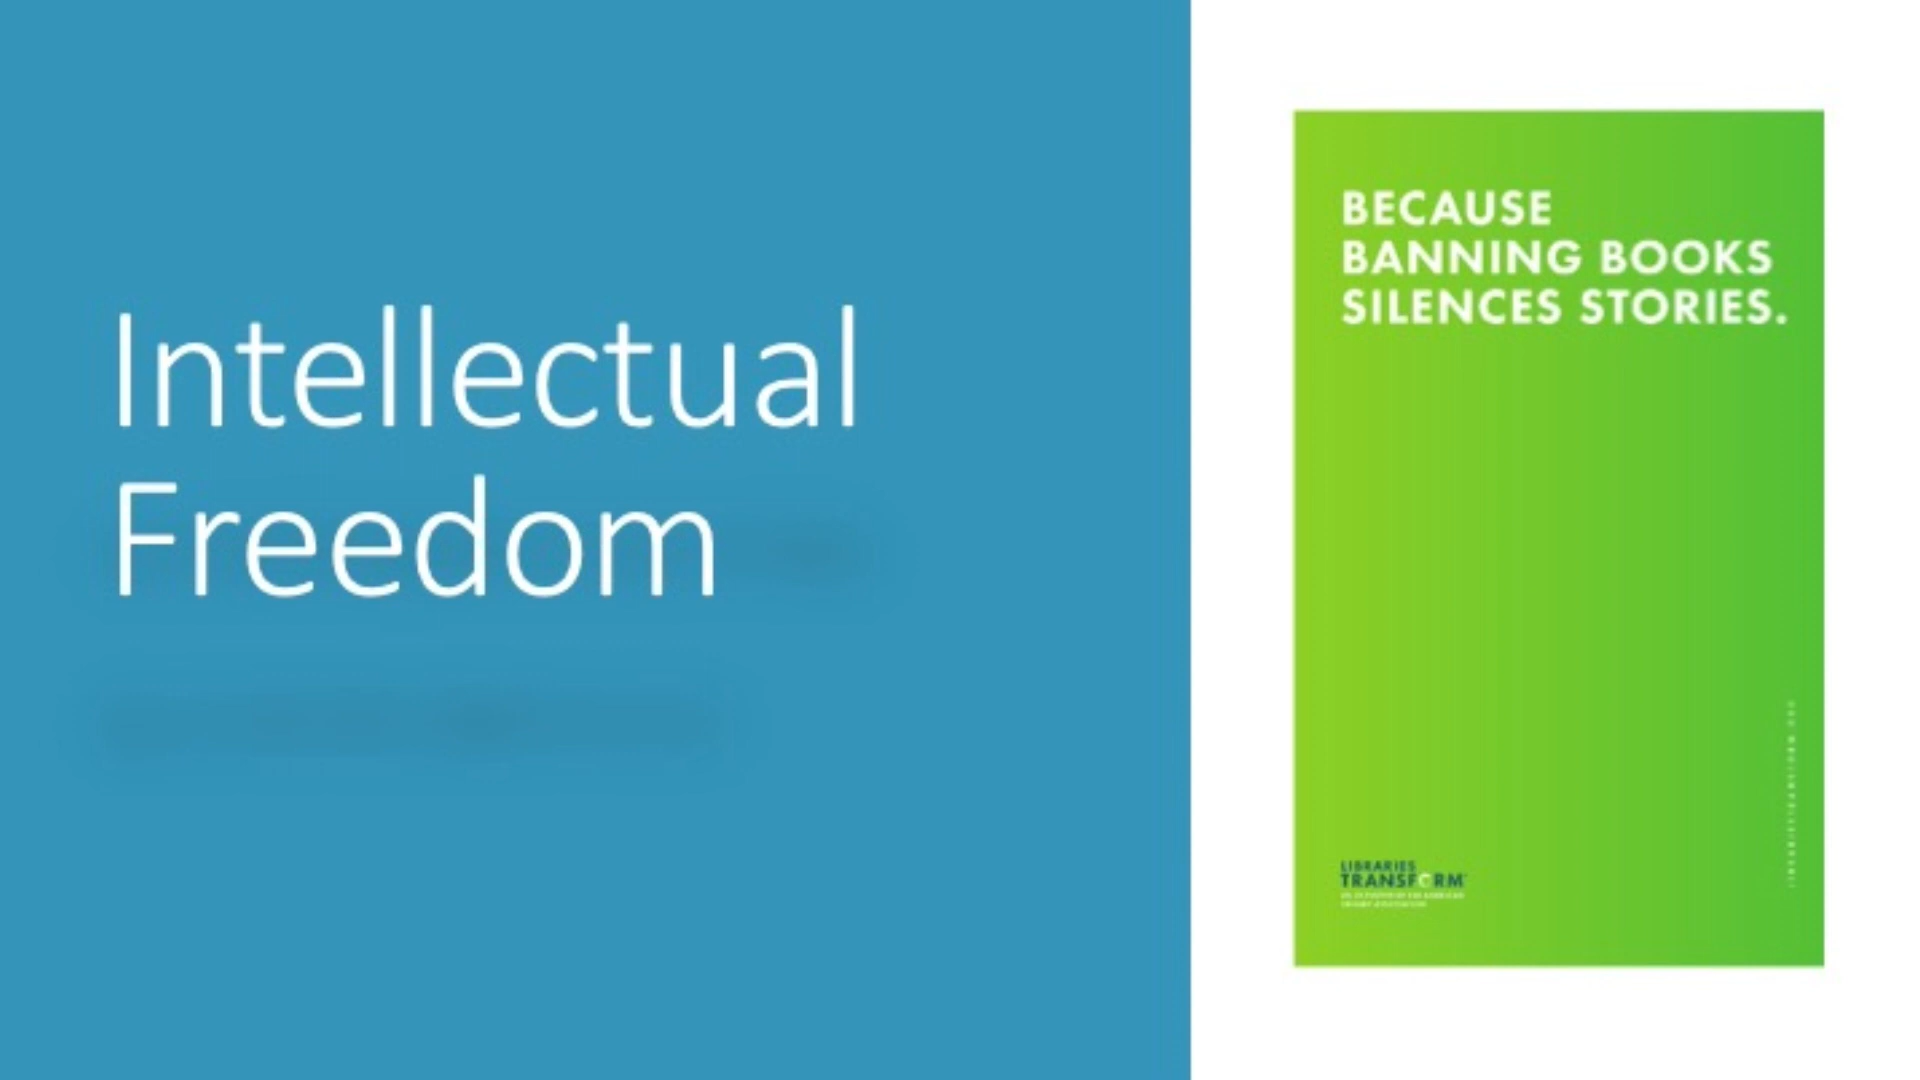 Intellectual
Freedom
BECAUSE
BANNING BOOKS
SILENCES STORIES.
LIBRARIES
TRANSFORM